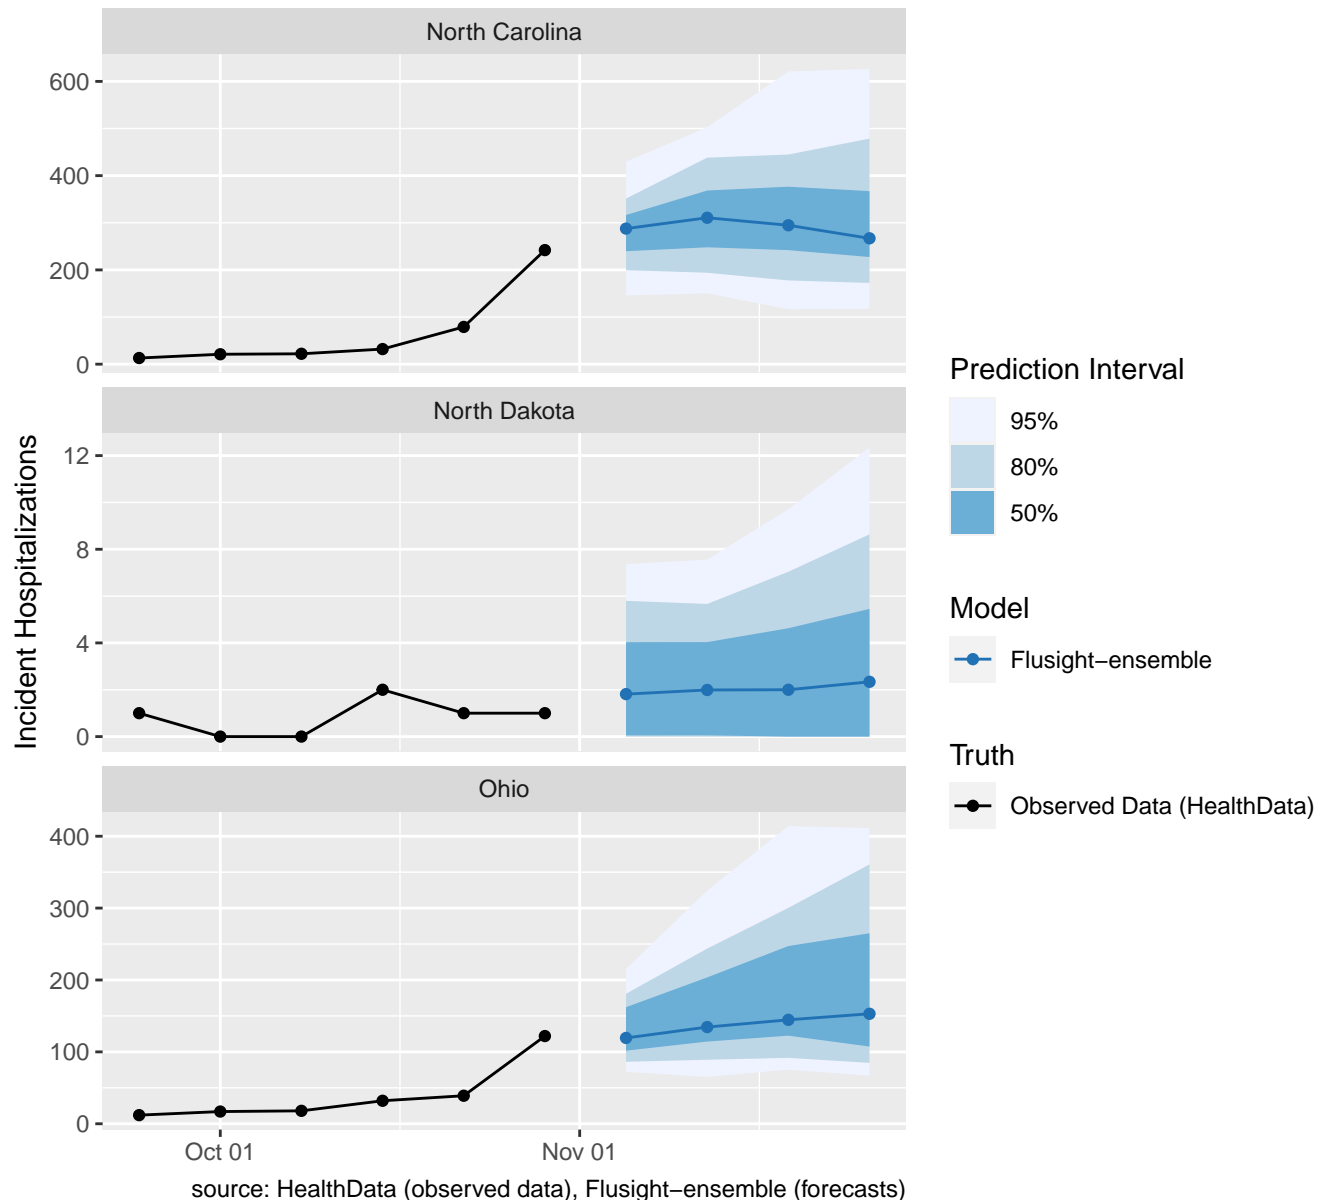 North Carolina
600
400
200
0
North Dakota
12
8
4
0
Ohio
400
300
200
100
0
Oct 01
Nov 01
Incident Hospitalizations
source: HealthData (observed data), Flusight−ensemble (forecasts)
Prediction Interval
95%
80%
50%
Model
Flusight−ensemble
Truth
Observed Data (HealthData)